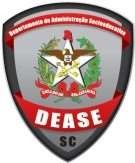 Departamento de Administração Socioeducativo
DEASE
SC